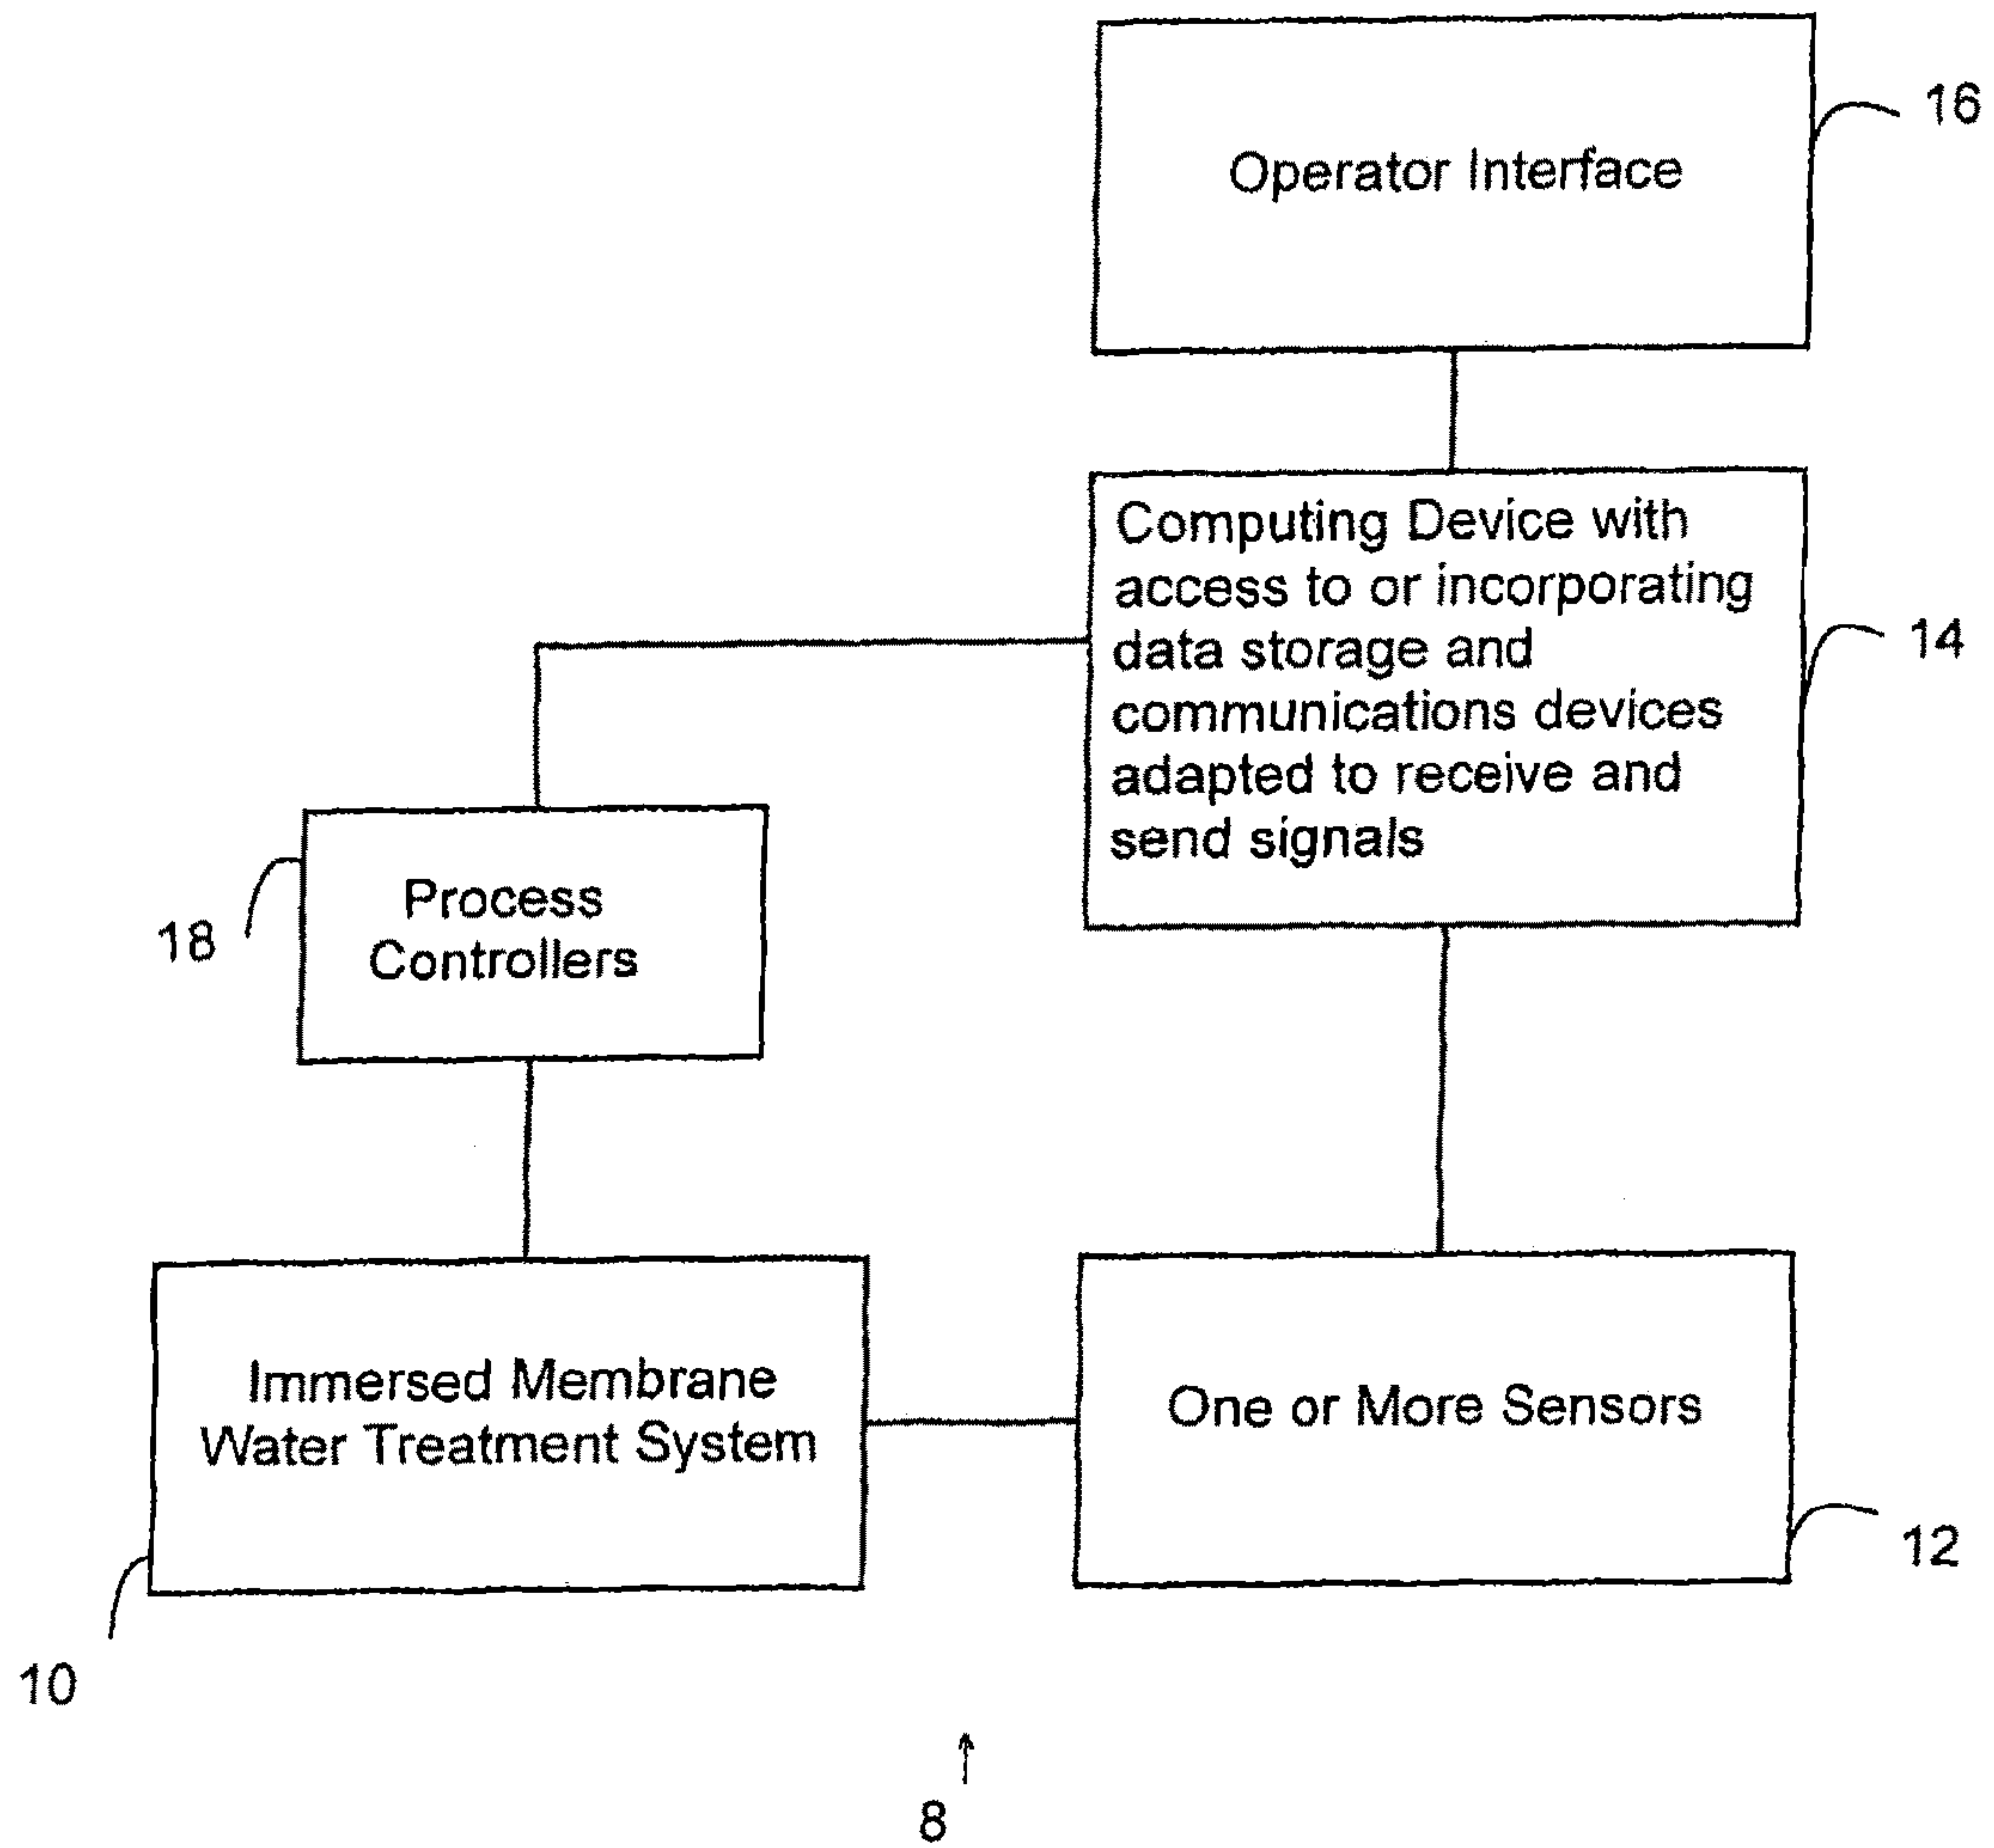 16
Operator Interface
Computing Device with
access to or incorporating
data storage and
communications devices
adapted to receive and
send signals
14
Process
Controllers
18
Immersed Membrane
Water Treatment System
One or More Sensors
12
10
8